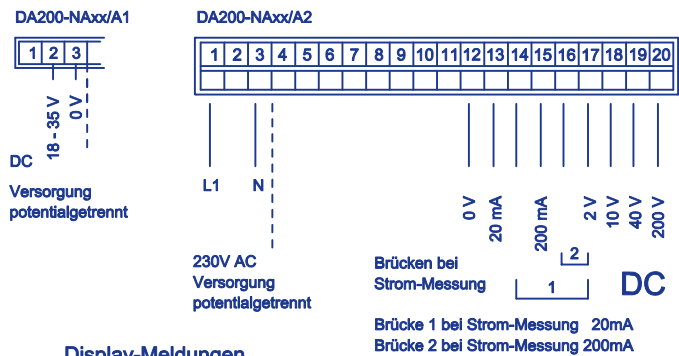 DA200-NAxx/A1
1 2 3
18 - 35 V
0 V
DC
Versorgung
potentialgetrennt
DA200-NAxx/A2
1 2 3 4 5 6 7 8 9 10 11 12 13 14 15 16 17 18 19 20
L1
N
230V AC
Versorgung
potentialgetrennt
0 V
20 mA
200 mA
2 V
10 V
40 V
200 V
Brücken bei
Strom-Messung
2
1
DC
Brücke 1 bei Strom-Messung 20mA
Brücke 2 bei Strom-Messung 200mA
Display-Meldungen